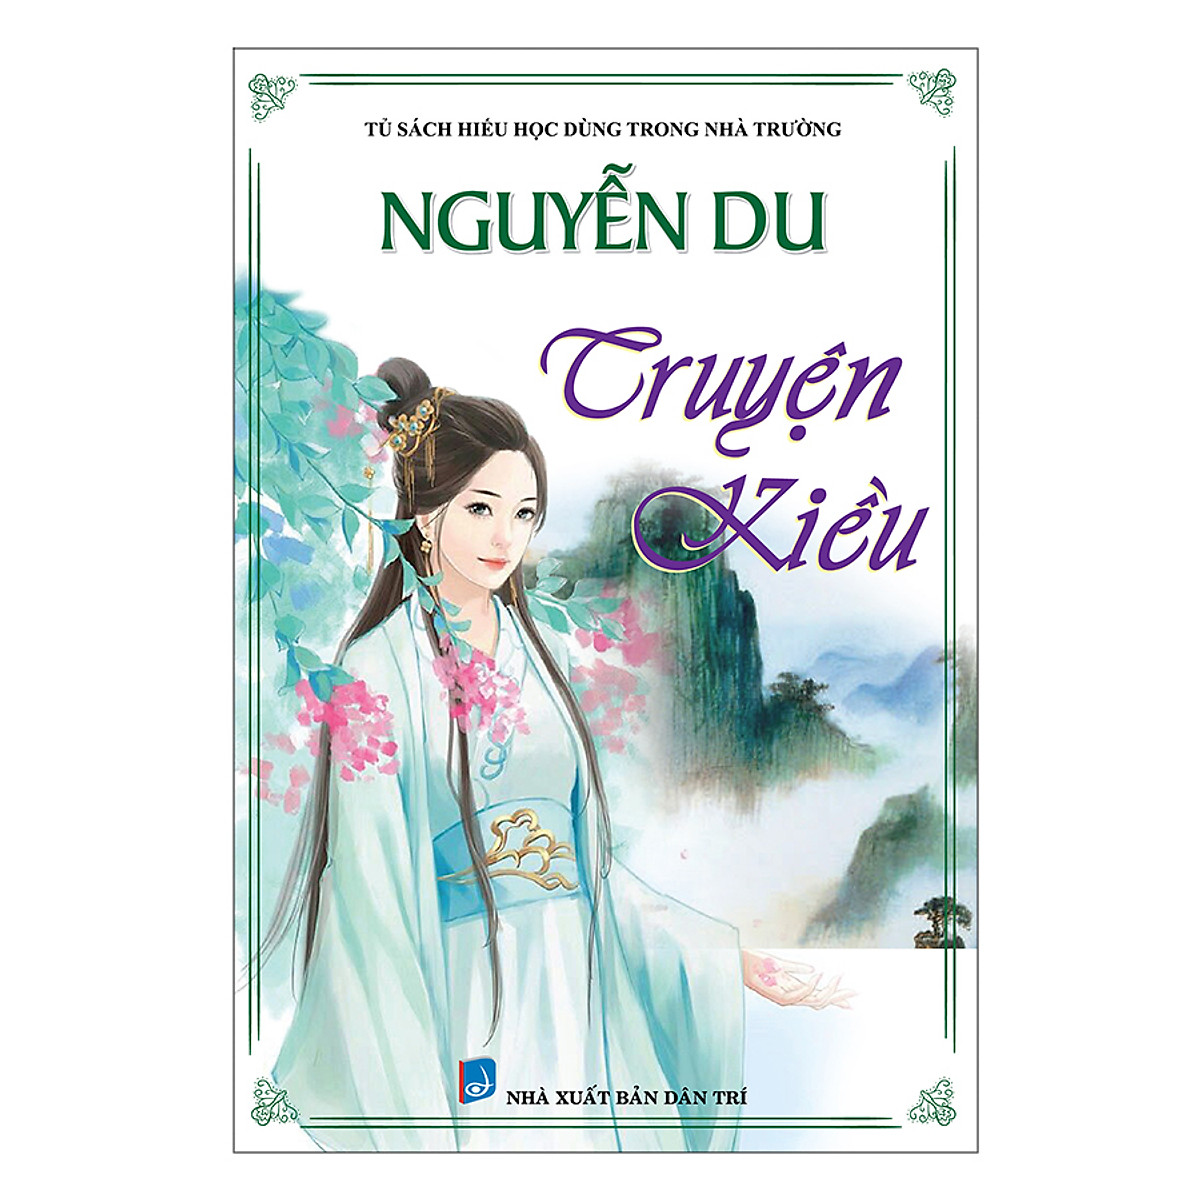 TỦ SÁCH HIẾU HỌC DÙNG TRONG NHÀ TRƯỜNG
NGUYỄN DU
Truyện
Kiều
NHÀ XUẤT BẢN DÂN TRÍ